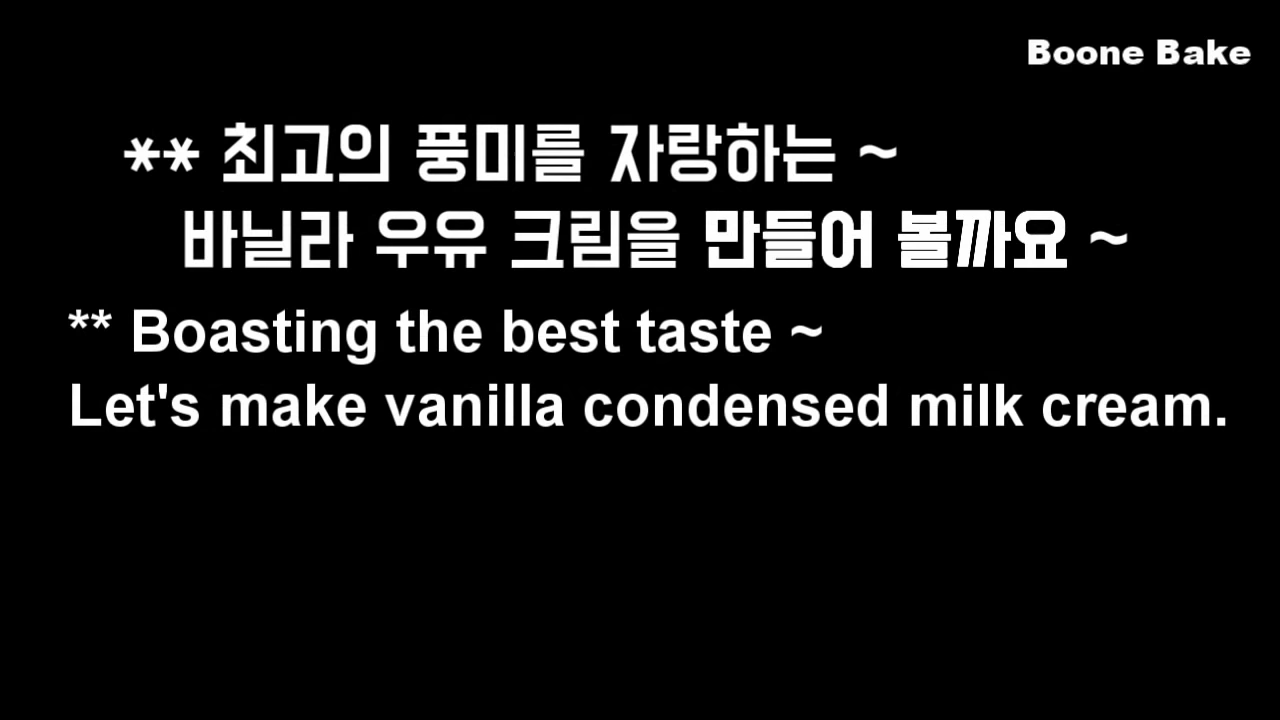 Boone Bake
** 최고의 풍미를 자랑하는 ~
바닐라 우유 크림을 만들어 볼까요 ~
** Boasting the best taste ~
Let's make vanilla condensed milk cream.